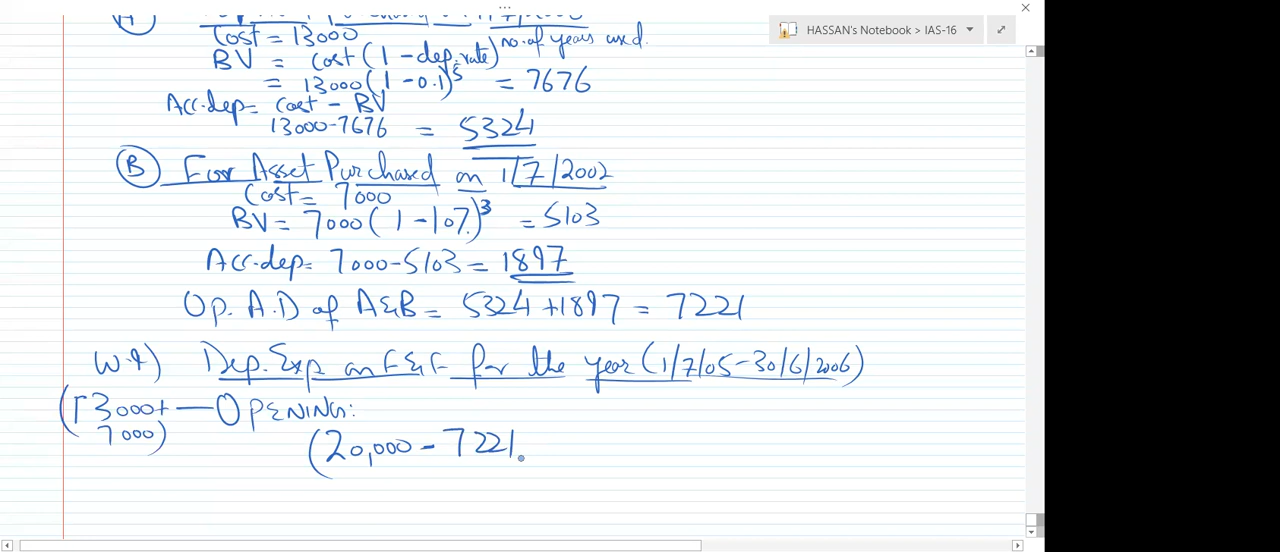 HASSAN's Notebook > IAS-16
(A)
Cost = 13000
no. of years used.
BV = cost (1 - dep. rate)
= 13000 (1 - 0.1)^5 = 7676
Acc. dep = cost - BV
13000 - 7676 = 5324
(B) For Asset Purchased on 1/7/2002
Cost = 7000
BV = 7000 (1 - 10%)^3 = 5103
Acc. dep = 7000 - 5103 = 1897
Op. A.D of A&B = 5324 + 1897 = 7221
Dep. Exp on F&F for the year (1/7/05 - 30/6/2006)
(13000+ — OPENING:
7000)
(20,000 - 7221